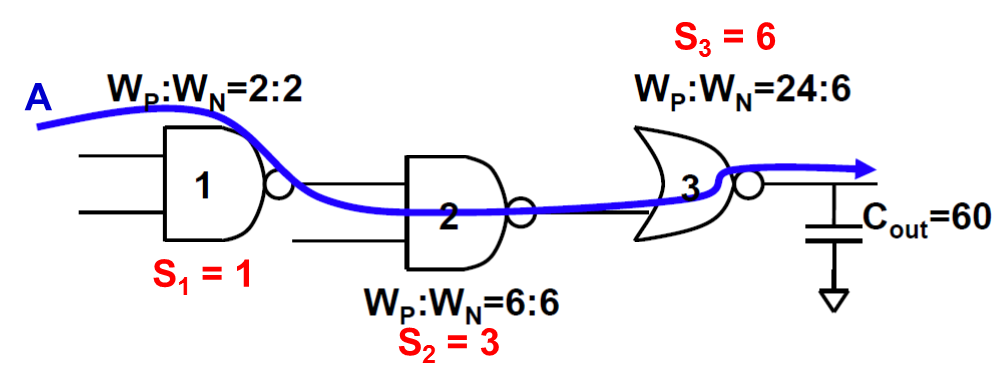 S3 = 6
WP:WN=2:2
WP:WN=24:6
A
1
3
2
Cout=60
S1 = 1
WP:WN=6:6
S2 = 3